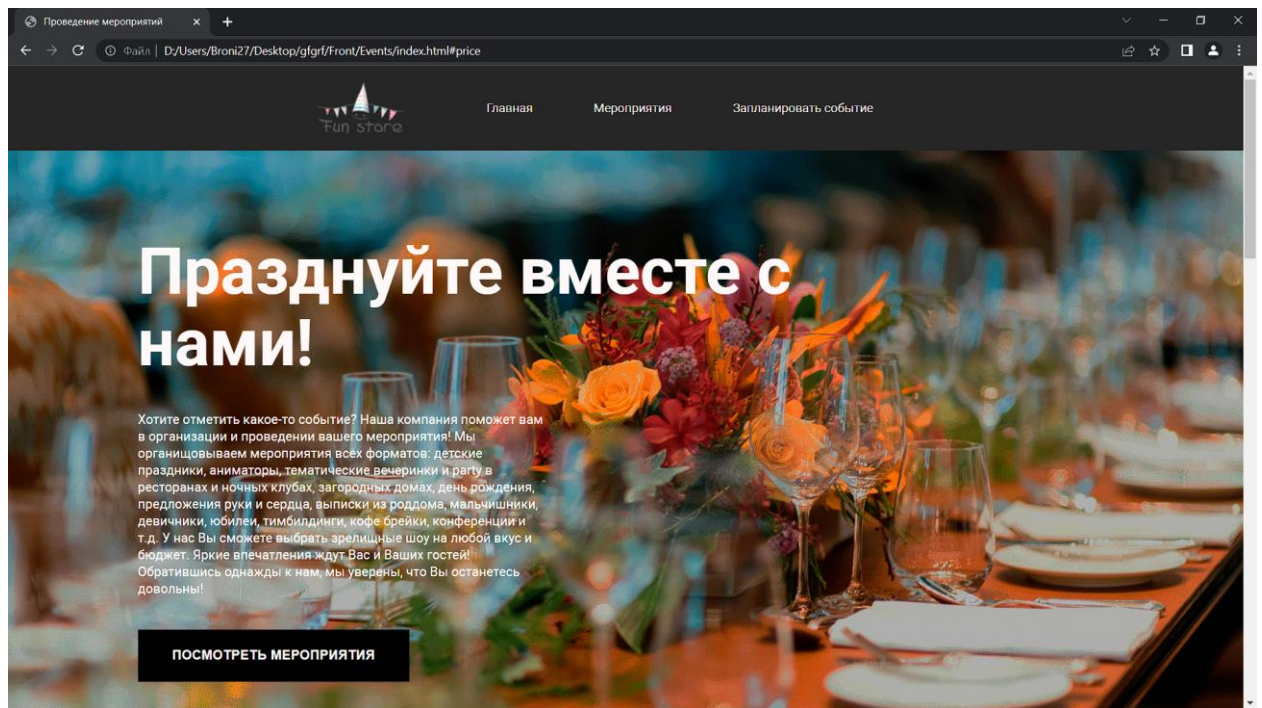 Проведение мероприятий
Файл | D:/Users/Broni27/Desktop/gfgrf/Front/Events/index.html#price
Fun store
Главная
Мероприятия
Запланировать событие
Празднуйте вместе с
нами!
Хотите отметить какое-то событие? Наша компания поможет вам
в организации и проведении вашего мероприятия! Мы
органищовываем мероприятия всех форматов: детские
праздники, аниматоры, тематические вечеринки и party в
ресторанах и ночных клубах, загородных домах, день рождения,
предложения руки и сердца, выписки из роддома, мальчишники,
девичники, юбилеи, тимбилдинги, кофе брейки, конференции и
т.д. У нас Вы сможете выбрать зрелищные шоу на любой вкус и
бюджет. Яркие впечатления ждут Вас и Ваших гостей!
Обратившись однажды к нам, мы уверены, что Вы останетесь
довольны!
ПОСМОТРЕТЬ МЕРОПРИЯТИЯ